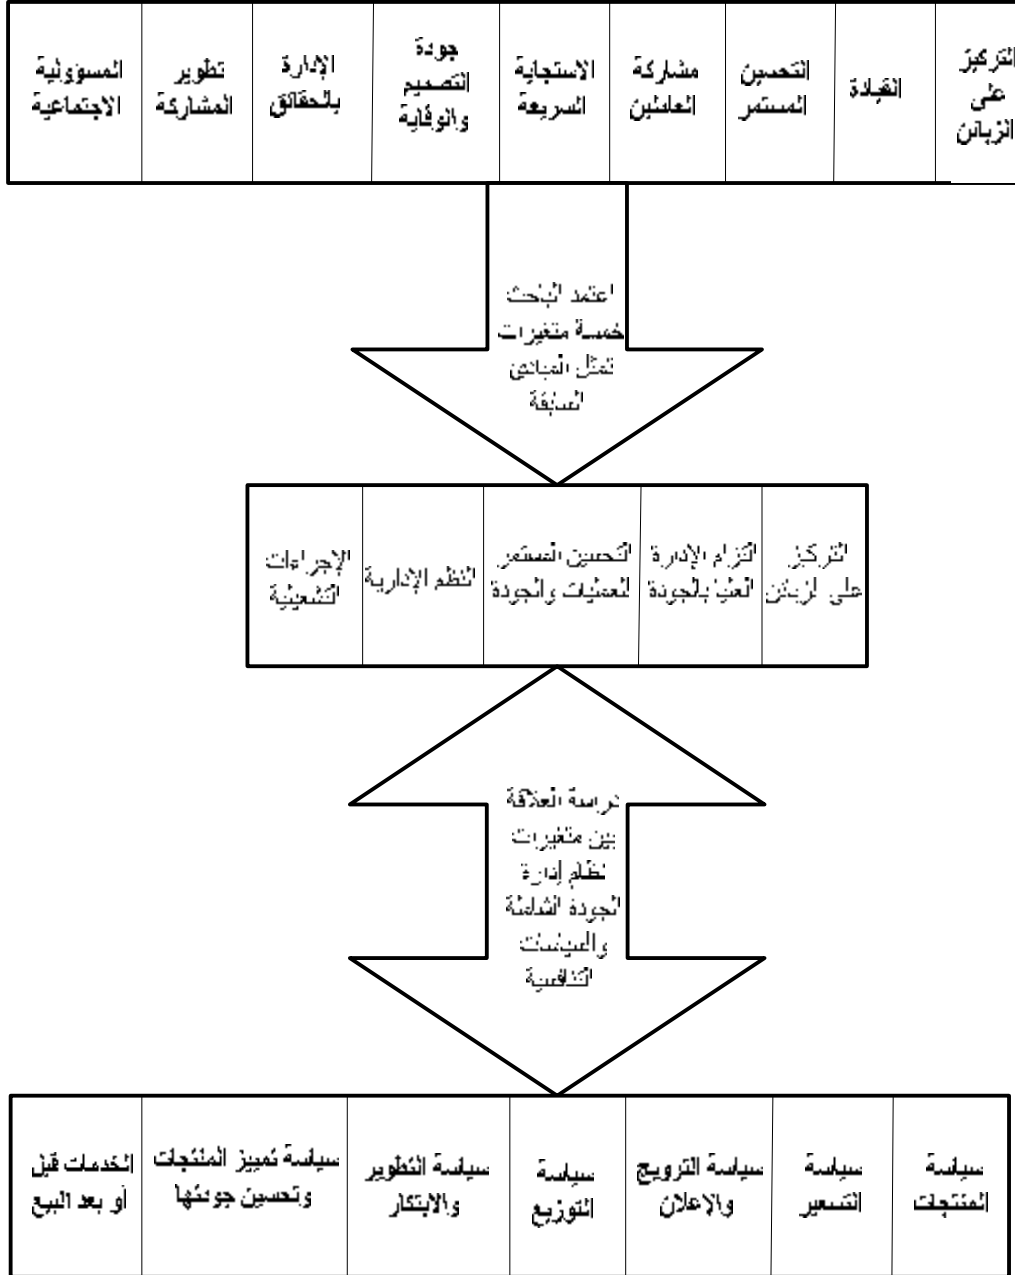 التركيز
على
الزبائن
القيادة
التحسين
المستمر
مشاركة
العاملين
الاستجابة
السريعة
جودة
التصميم
والوقاية
الإدارة
بالحقائق
تطوير
المشاركة
المسؤولية
الاجتماعية
اعتمد الباحث
خمسة متغيرات
تمثل المبادئ
السابقة
التركيز
على الزبائن
التزام الإدارة
العليا بالجودة
التحسين المستمر
للعمليات والجودة
النظم الإدارية
الإجراءات
التشغيلية
دراسة العلاقة
بين متغيرات
نظام إدارة
الجودة الشاملة
والسياسات
التنافسية
سياسة
المنتجات
سياسة
التسعير
سياسة الترويج
والإعلان
سياسة
التوزيع
سياسة التطوير
والابتكار
سياسة تمييز المنتجات
وتحسين جودتها
الخدمات قبل
أو بعد البيع